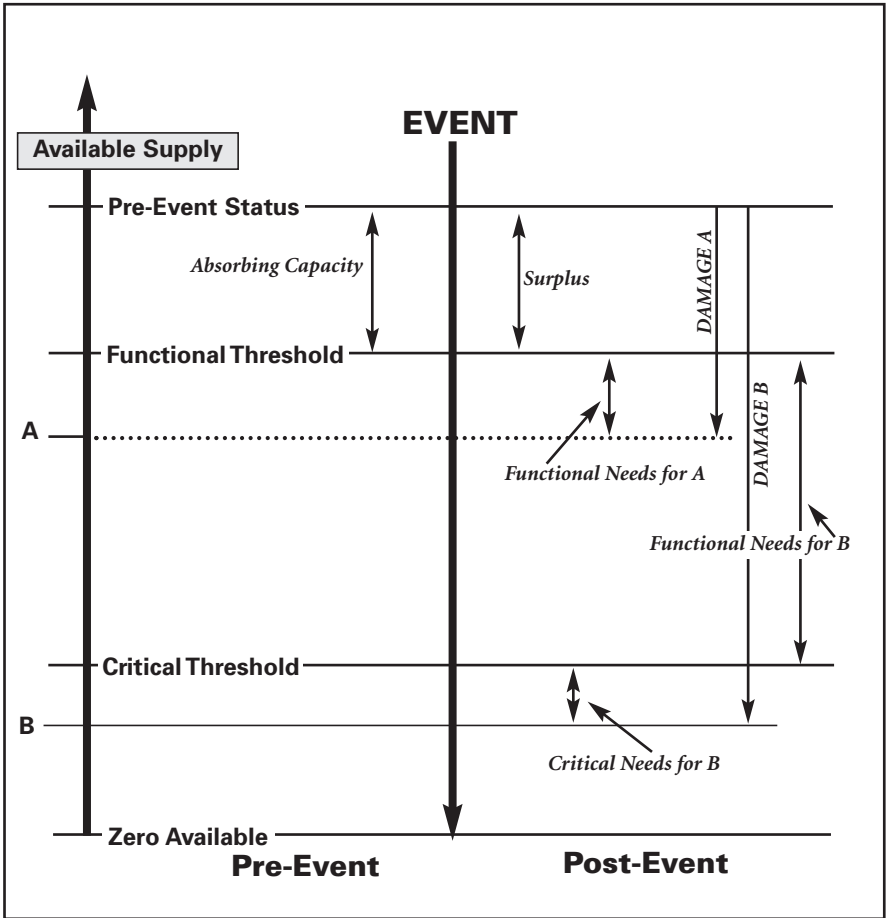 EVENT
Available Supply
Pre-Event Status
Absorbing Capacity
Surplus
DAMAGE A
Functional Threshold
A
DAMAGE B
Functional Needs for A
Functional Needs for B
Critical Threshold
B
Critical Needs for B
Zero Available
Pre-Event
Post-Event